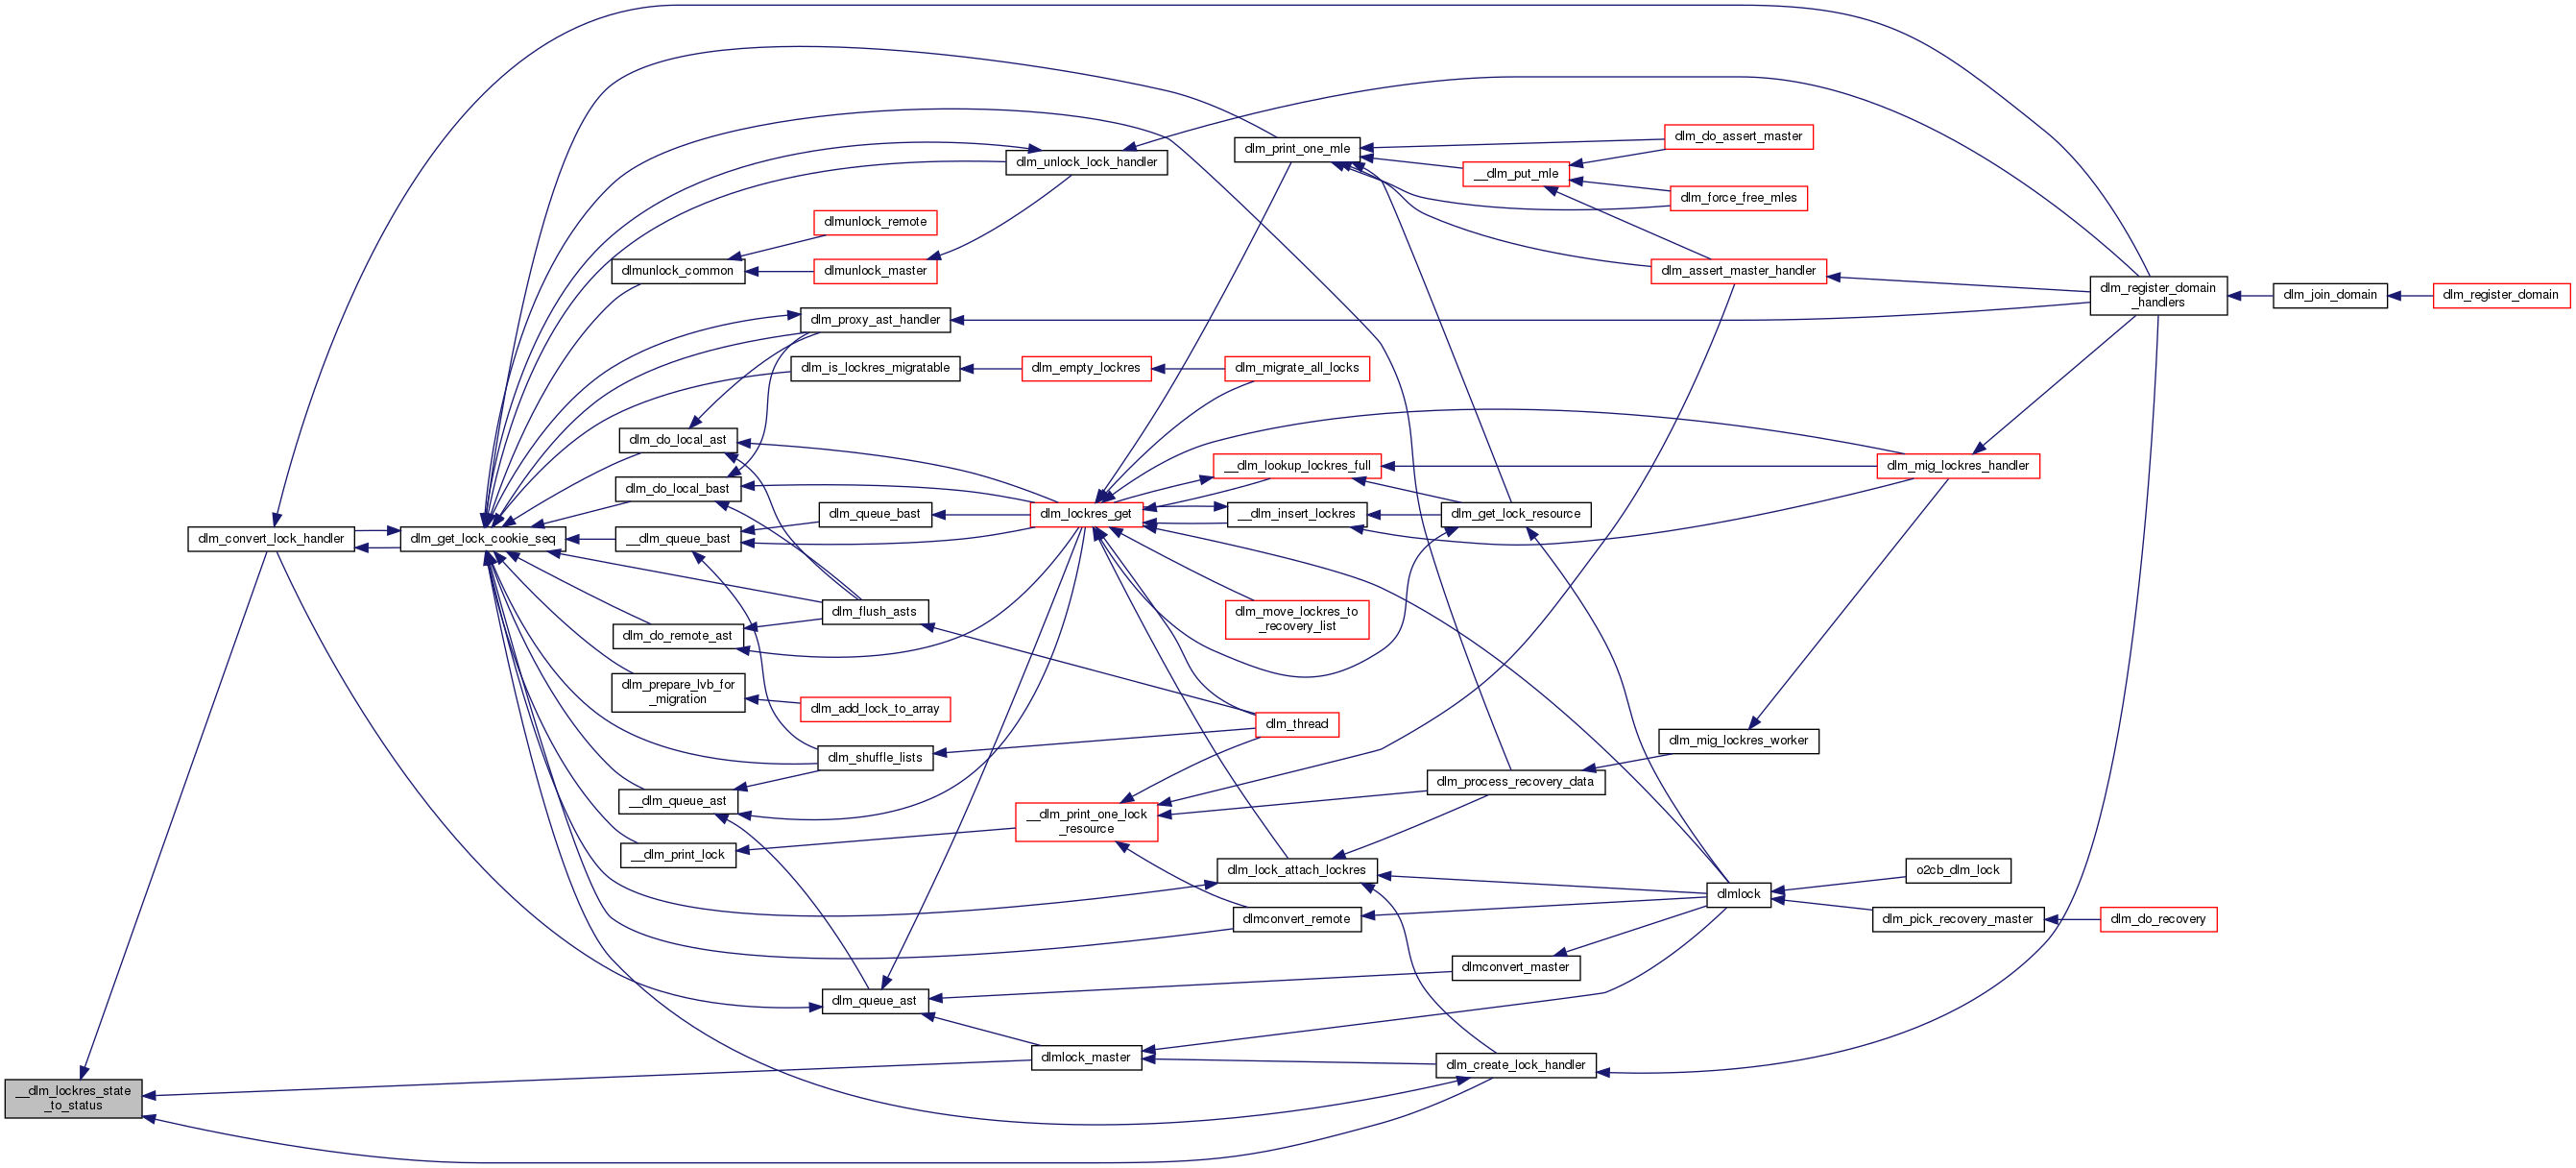 dlm_print_one_mle
dlm_do_assert_master
dlm_unlock_lock_handler
__dlm_put_mle
dlm_force_free_mles
dlmunlock_remote
dlmunlock_common
dlmunlock_master
dlm_assert_master_handler
dlm_register_domain
_handlers
dlm_join_domain
dlm_register_domain
dlm_proxy_ast_handler
dlm_is_lockres_migratable
dlm_empty_lockres
dlm_migrate_all_locks
dlm_do_local_ast
__dlm_lookup_lockres_full
dlm_mig_lockres_handler
dlm_do_local_bast
dlm_queue_bast
dlm_lockres_get
__dlm_insert_lockres
dlm_get_lock_resource
dlm_convert_lock_handler
dlm_get_lock_cookie_seq
__dlm_queue_bast
dlm_flush_asts
dlm_move_lockres_to
_recovery_list
dlm_do_remote_ast
dlm_prepare_lvb_for
_migration
dlm_add_lock_to_array
dlm_thread
dlm_mig_lockres_worker
dlm_shuffle_lists
dlm_process_recovery_data
__dlm_queue_ast
__dlm_print_one_lock
_resource
__dlm_print_lock
dlm_lock_attach_lockres
o2cb_dlm_lock
dlmlock
dlmconvert_remote
dlm_pick_recovery_master
dlm_do_recovery
dlmconvert_master
dlm_queue_ast
dlmlock_master
dlm_create_lock_handler
__dlm_lockres_state
_to_status